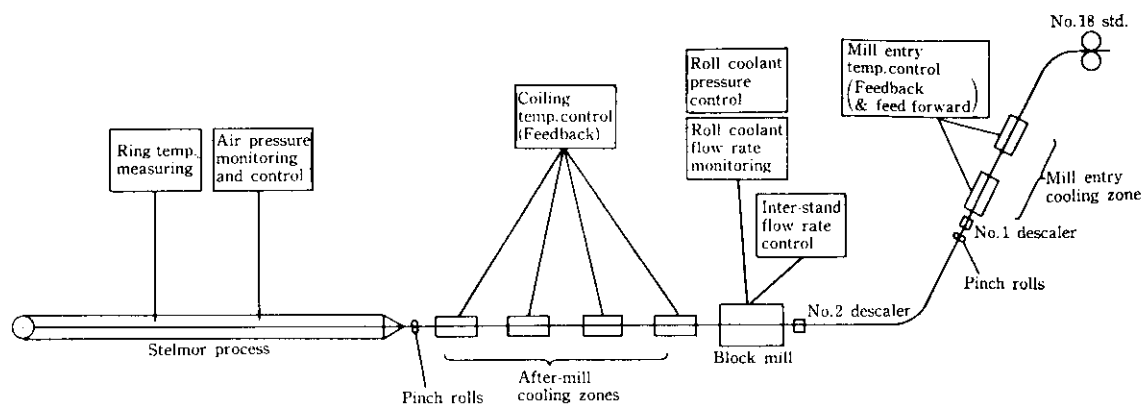 No.18 std.
Mill entry
temp.control
(Feedback
& feed forward)
Roll coolant
pressure
control
Roll coolant
flow rate
monitoring
Coiling
temp.control
(Feedback)
Ring temp.
measuring
Air pressure
monitoring
and control
Inter-stand
flow rate
control
Mill entry
cooling zone
No.1 descaler
Pinch rolls
No.2 descaler
Block mill
Stelmor process
Pinch rolls
After-mill
cooling zones